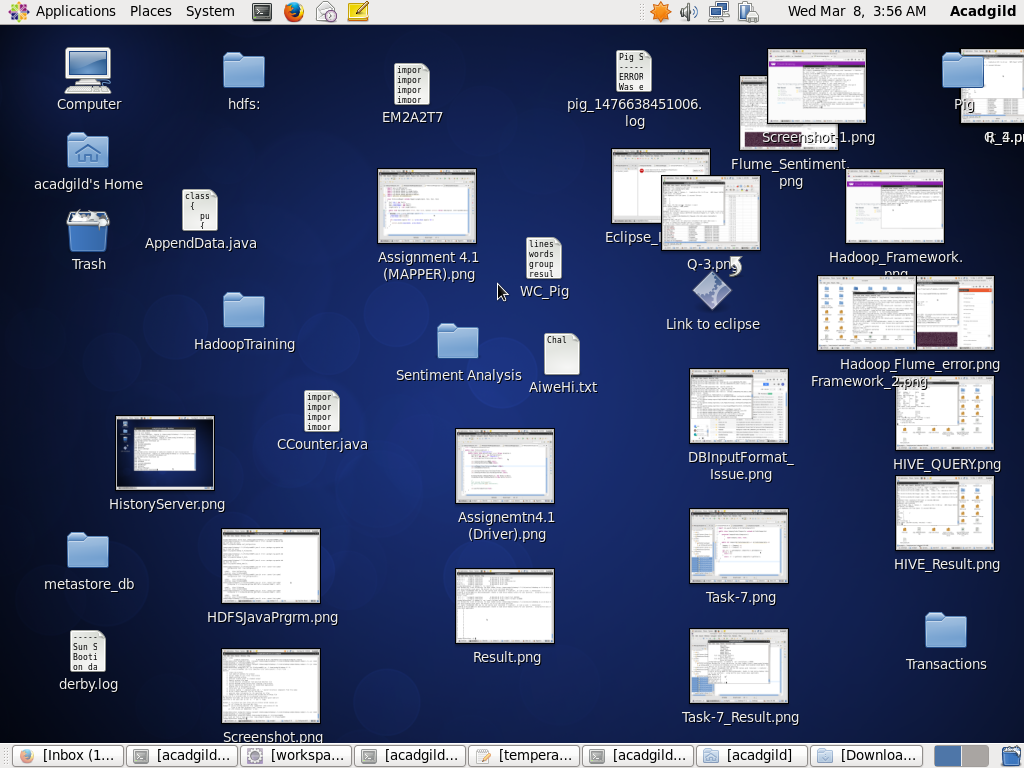 Applications Places System Wed Mar 8, 3:56 AM Acadgild
Computer
hdfs:
impor
impor
impor
impor
EM2A2T7
Pig S
-----
ERROR
Was e
pig_1476638451006.
log
Screenshot-1.png
Pig
Flume_Sentiment.
png
acadgild's Home
class
{
pu
{
AppendData.java
Trash
Assignment 4.1
(MAPPER).png
lines
words
group
resul
WC_Pig
Q-3.png
Hadoop_Framework.
png
Link to eclipse
HadoopTraining
Sentiment Analysis
Chal
AiweHi.txt
Hadoop_Flume_error.png
Framework_2.png
impor
impor
impor
impor
CCounter.java
HistoryServer.png
Assignemtn4.1
(Driver).png
DBInputFormat_
Issue.png
HIVE_QUERY.png
HIVE_Result.png
metastore_db
HDFSJavaPrgrm.png
Result.png
Task-7.png
Transactions
-----
Sun S
Booti
on da
derby.log
Screenshot.png
Task-7_Result.png
[Inbox (1... [acadgild... [workspa... [acadgild... [tempera... [acadgild... [acadgild] [Downloa...